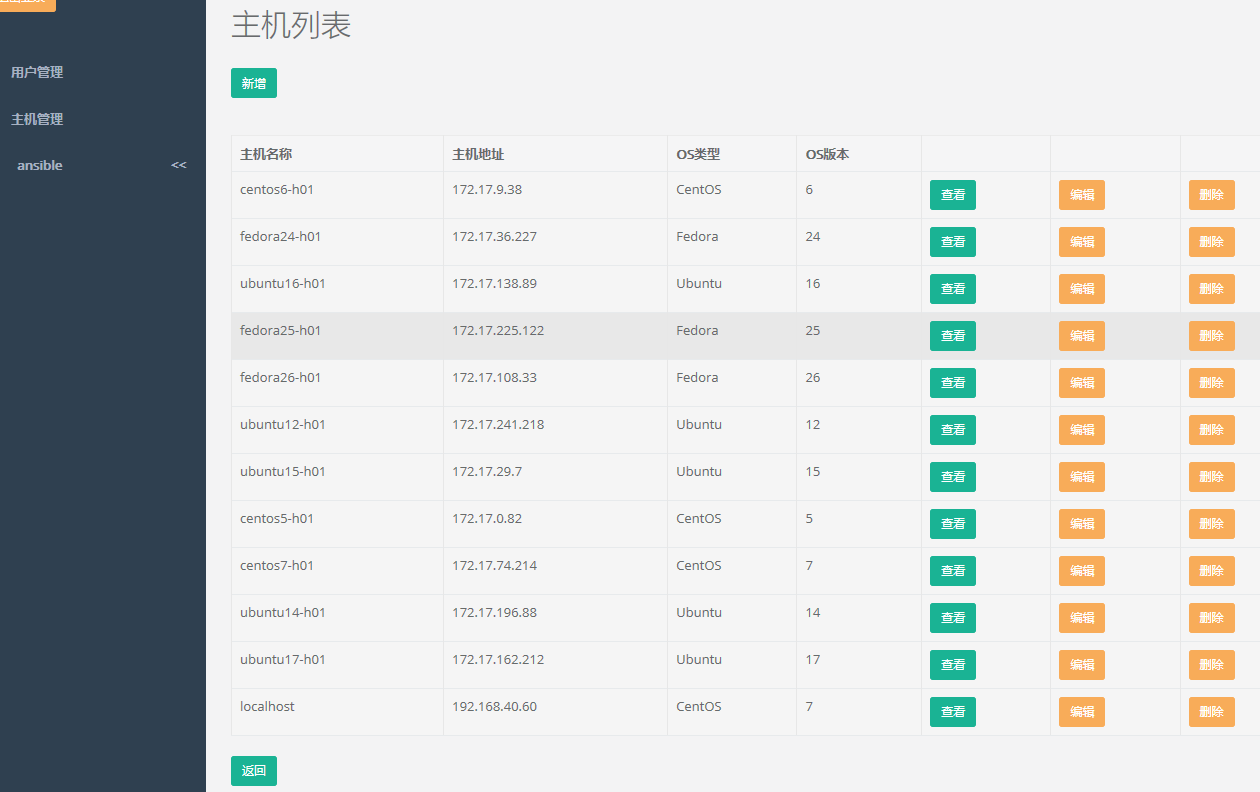 主机列表
用户管理
新增
主机管理
ansible <<
主机名称 主机地址 OS类型 OS版本
centos6-h01 172.17.9.38 CentOS 6 查看 编辑 删除
fedora24-h01 172.17.36.227 Fedora 24 查看 编辑 删除
ubuntu16-h01 172.17.138.89 Ubuntu 16 查看 编辑 删除
fedora25-h01 172.17.225.122 Fedora 25 查看 编辑 删除
fedora26-h01 172.17.108.33 Fedora 26 查看 编辑 删除
ubuntu12-h01 172.17.241.218 Ubuntu 12 查看 编辑 删除
ubuntu15-h01 172.17.29.7 Ubuntu 15 查看 编辑 删除
centos5-h01 172.17.0.82 CentOS 5 查看 编辑 删除
centos7-h01 172.17.74.214 CentOS 7 查看 编辑 删除
ubuntu14-h01 172.17.196.88 Ubuntu 14 查看 编辑 删除
ubuntu17-h01 172.17.162.212 Ubuntu 17 查看 编辑 删除
localhost 192.168.40.60 CentOS 7 查看 编辑 删除
返回